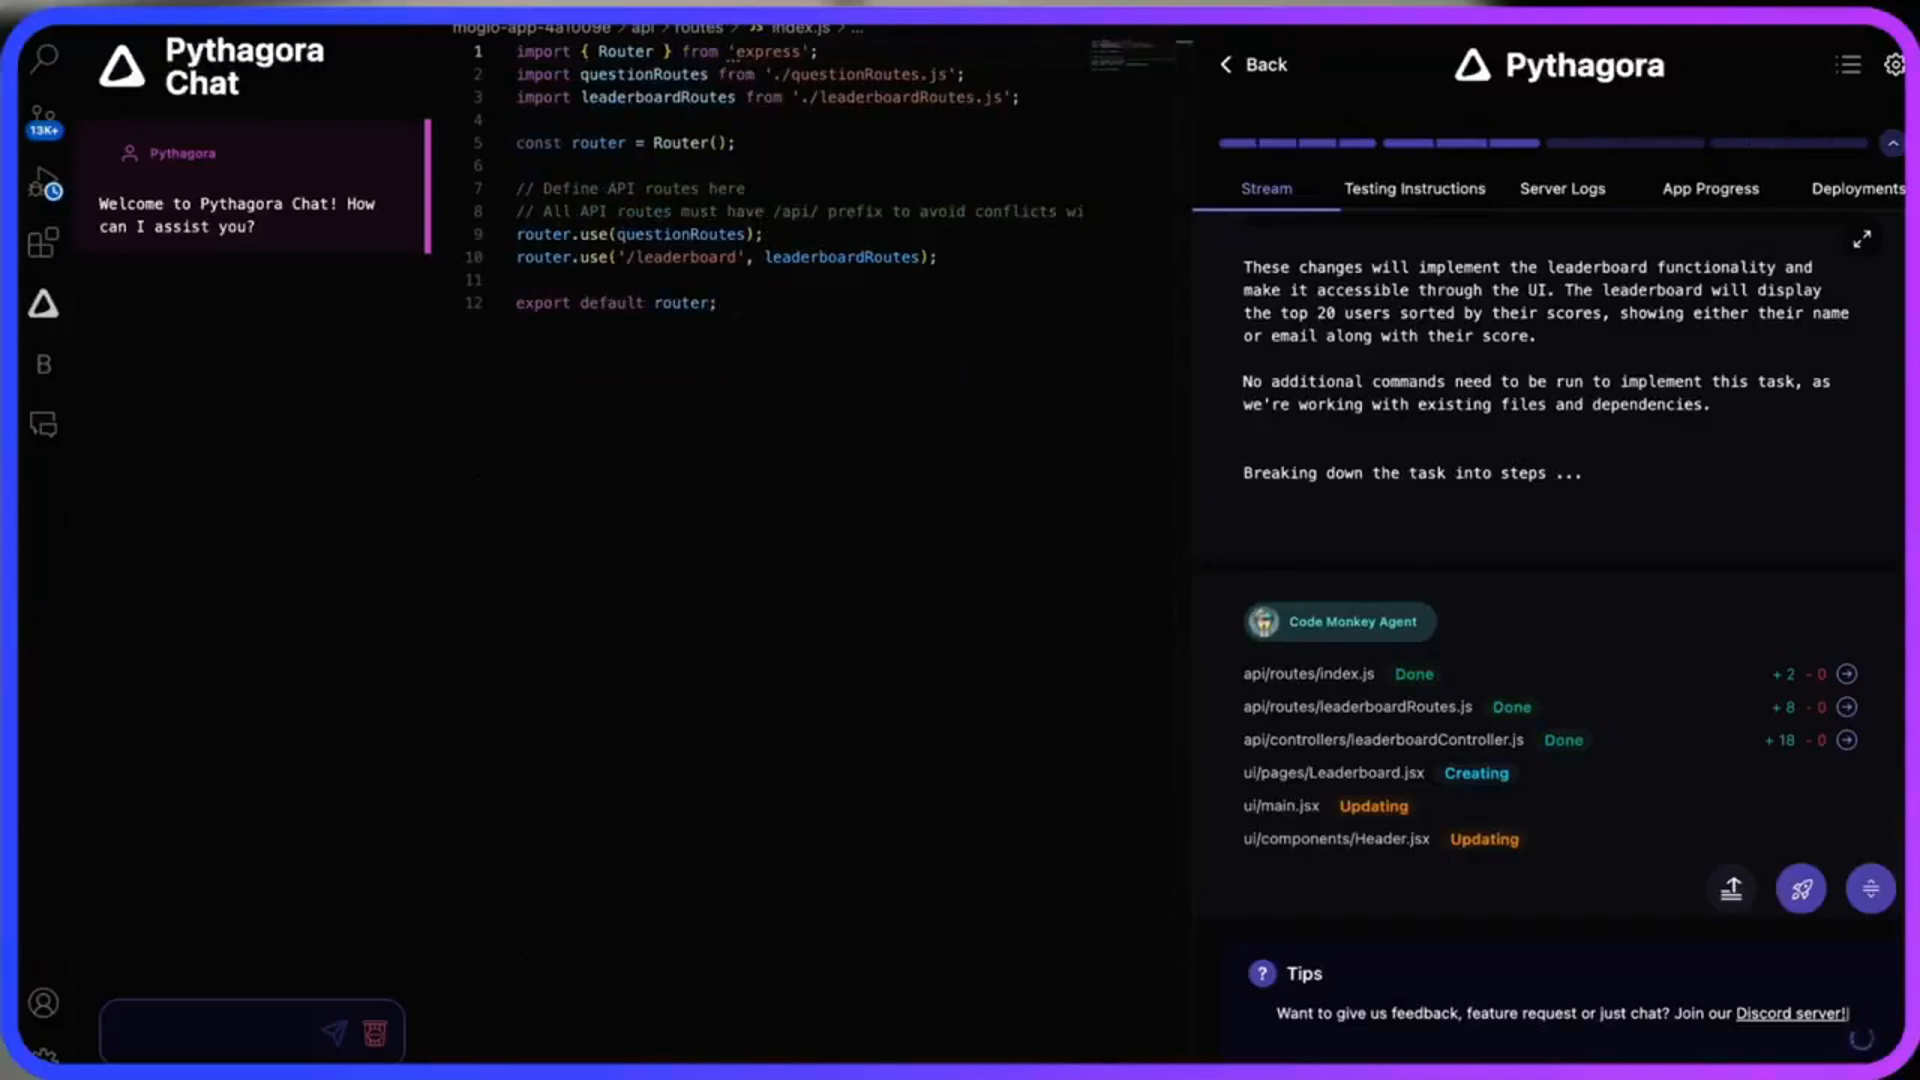 Pythagora
Chat
13K+
Pythagora
Welcome to Pythagora Chat! How
can I assist you?
B
mogio-app-4a1009e > api > routes > JS index.js > ...
1 import { Router } from 'express';
2 import questionRoutes from './questionRoutes.js';
3 import leaderboardRoutes from './leaderboardRoutes.js';
4
5 const router = Router();
6
7 // Define API routes here
8 // All API routes must have /api/ prefix to avoid conflicts wi
9 router.use(questionRoutes);
10 router.use('/leaderboard', leaderboardRoutes);
11
12 export default router;
Back
Pythagora
Stream Testing Instructions Server Logs App Progress Deployments
These changes will implement the leaderboard functionality and
make it accessible through the UI. The leaderboard will display
the top 20 users sorted by their scores, showing either their name
or email along with their score.
No additional commands need to be run to implement this task, as
we're working with existing files and dependencies.
Breaking down the task into steps ...
Code Monkey Agent
api/routes/index.js Done + 2 - 0
api/routes/leaderboardRoutes.js Done + 8 - 0
api/controllers/leaderboardController.js Done + 18 - 0
ui/pages/Leaderboard.jsx Creating
ui/main.jsx Updating
ui/components/Header.jsx Updating
? Tips
Want to give us feedback, feature request or just chat? Join our Discord server!